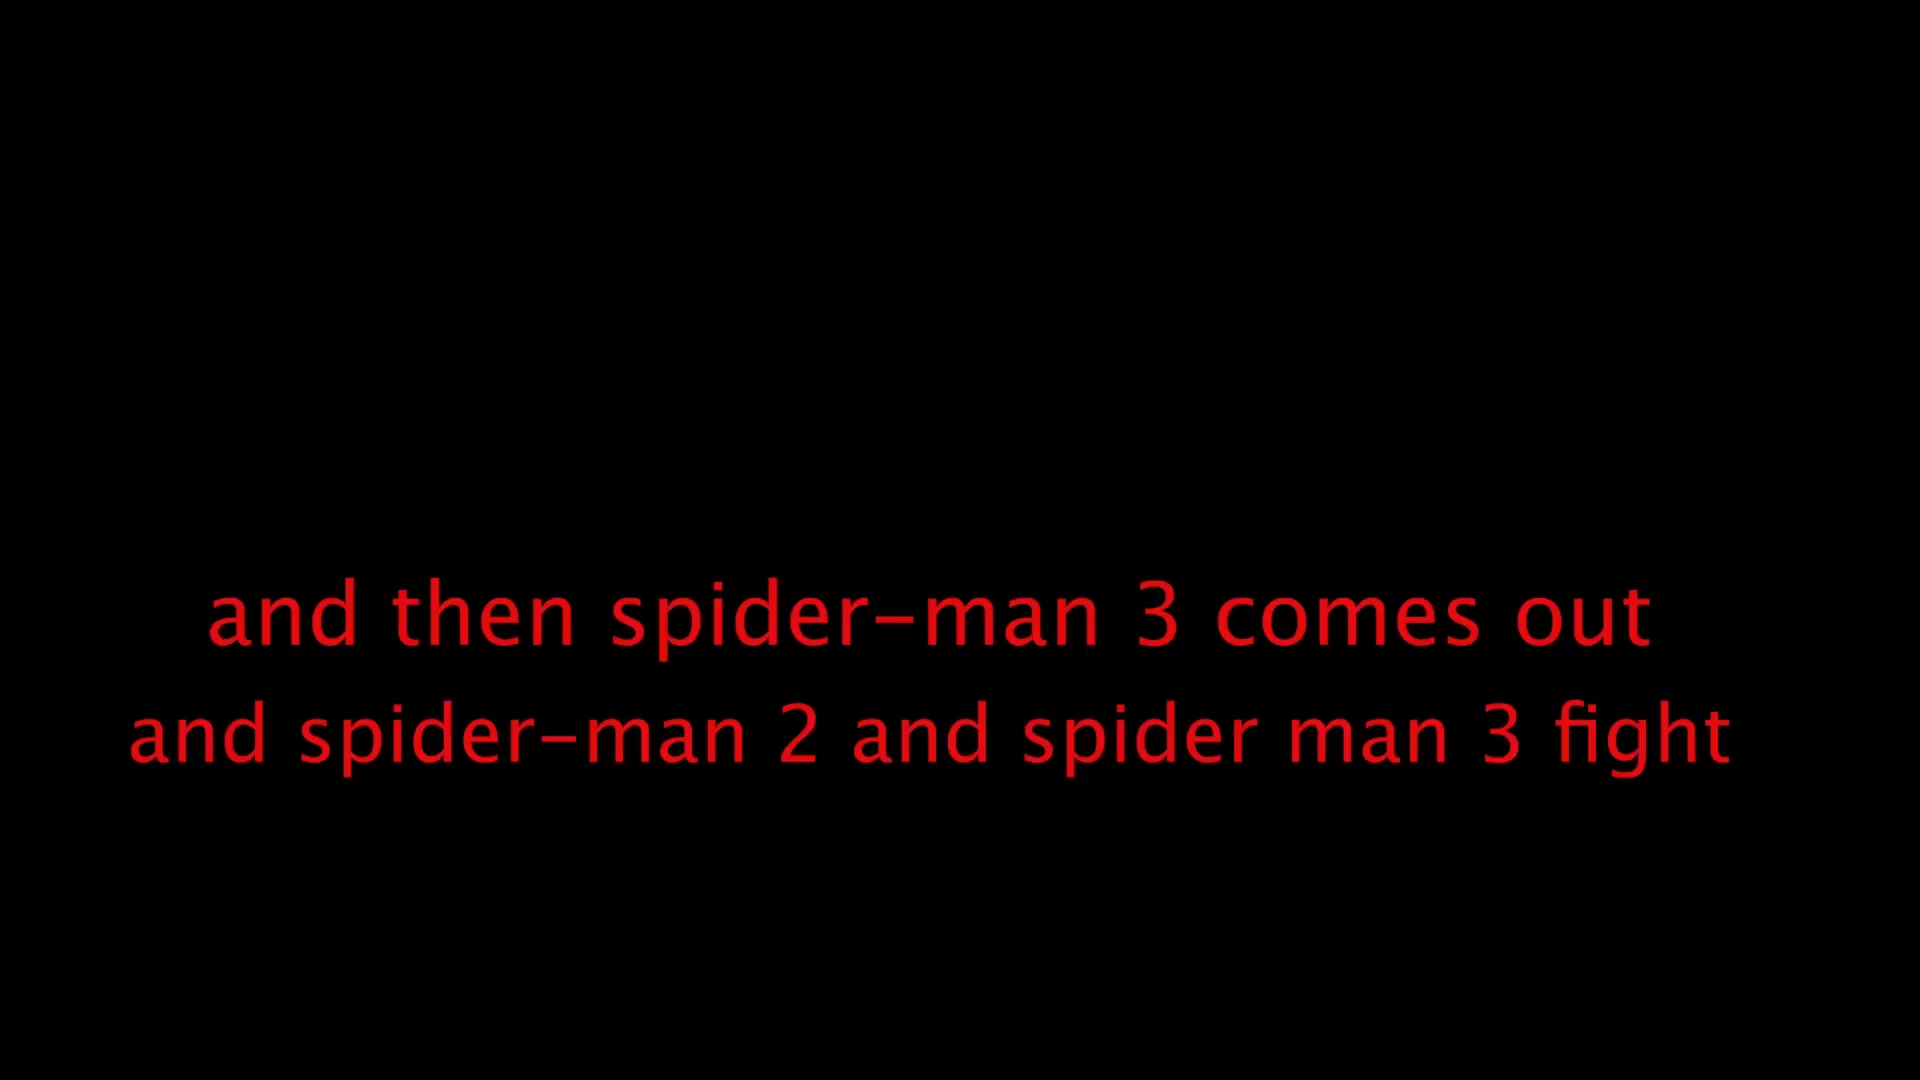 and then spider-man 3 comes out
and spider-man 2 and spider man 3 fight